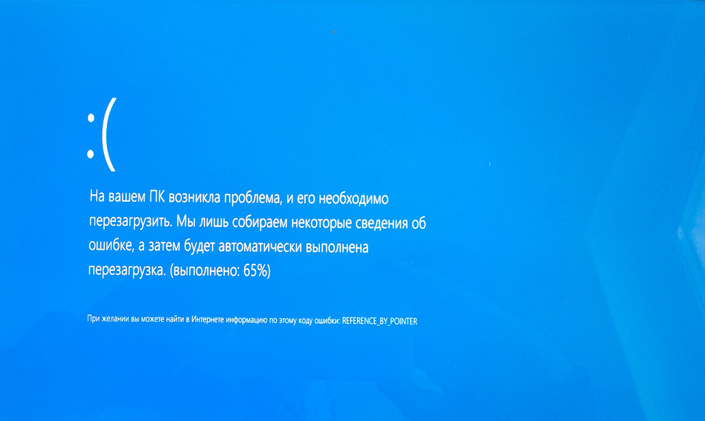 :(
На вашем ПК возникла проблема, и его необходимо
перезагрузить. Мы лишь собираем некоторые сведения об
ошибке, а затем будет автоматически выполнена
перезагрузка. (выполнено: 65%)
При желании вы можете найти в Интернете информацию по этому коду ошибки: REFERENCE_BY_POINTER